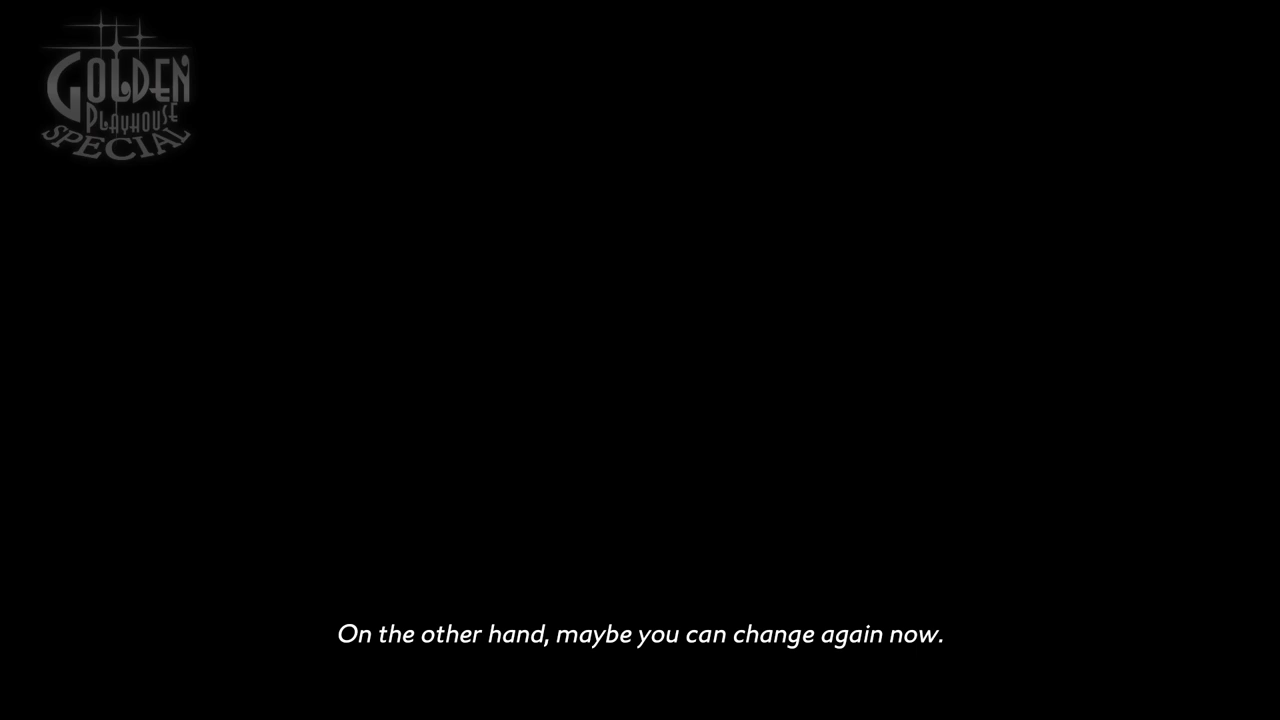 GOLDEN
PLAYHOUSE
SPECIAL
On the other hand, maybe you can change again now.